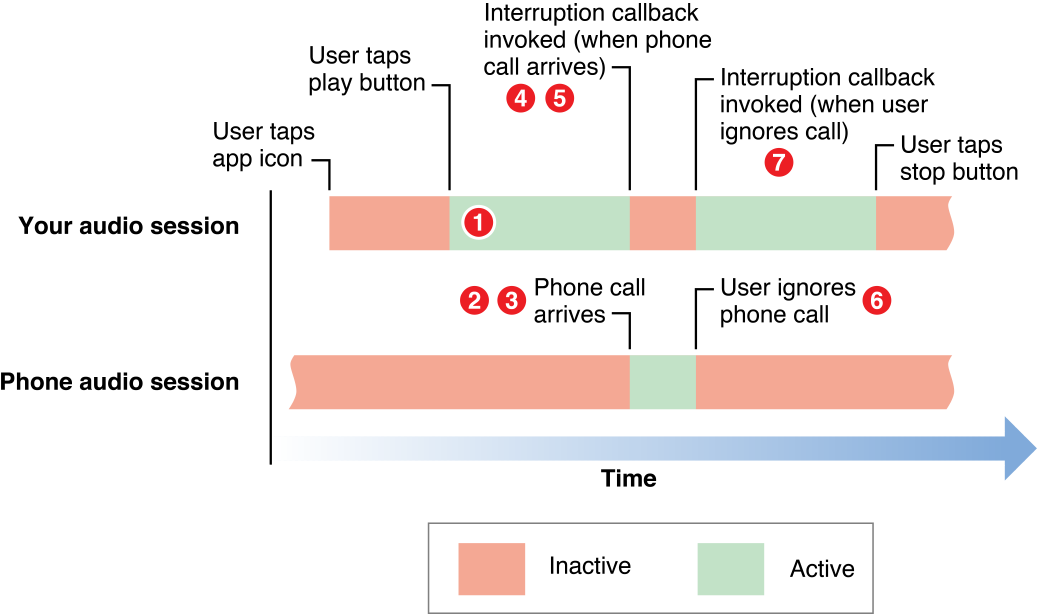 Interruption callback
invoked (when phone
call arrives)
4 5
User taps
play button
Interruption callback
invoked (when user
ignores call)
7
User taps
app icon
User taps
stop button
Your audio session
1
2 3
Phone call
arrives
User ignores
phone call
6
Phone audio session
Time
Inactive
Active